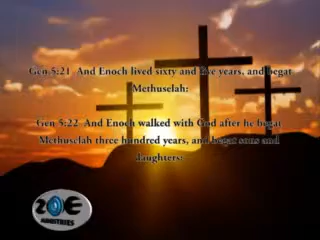 Gen 5:21 And Enoch lived sixty and five years, and begat
Methuselah:
Gen 5:22 And Enoch walked with God after he begat
Methuselah three hundred years, and begat sons and
daughters:
ZOE
MINISTRIES